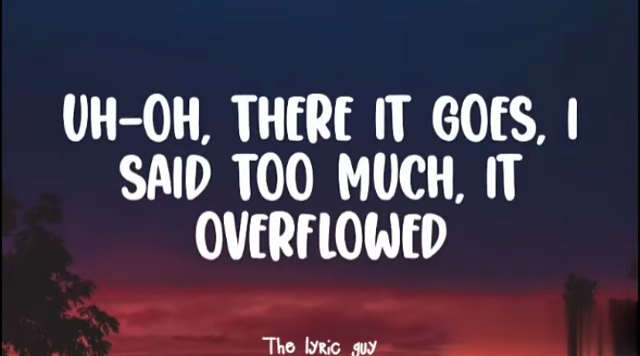 UH-OH, THERE IT GOES, I
SAID TOO MUCH, IT
OVERFLOWED
The lyric guy